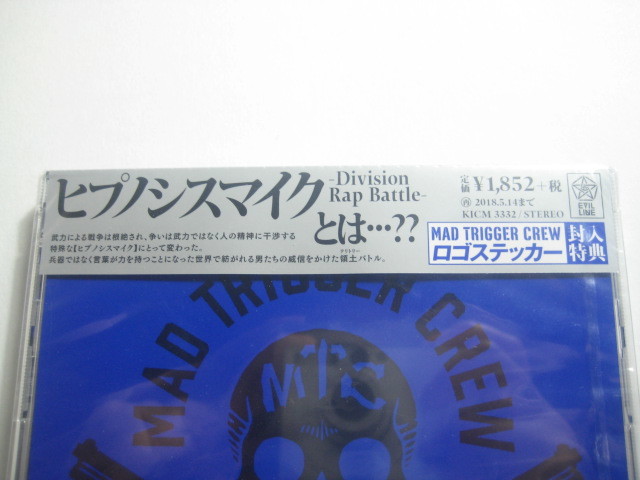 ヒプノシスマイク
-Division
Rap Battle-
とは…??
武力による戦争は根絶され、争いは武力ではなく人の精神に干渉する
特殊な【ヒプノシスマイク】にとって変わった。
兵器ではなく言葉が力を持つことになった世界で紡がれる男たちの威信をかけた領土バトル。
テリトリー
定価 ¥1,852+税
再 2018.5.14まで
KICM 3332 / STEREO
EVIL
LINE
MAD TRIGGER CREW
ロゴステッカー
封入
特典
MAD TRIGGER CREW
MTC